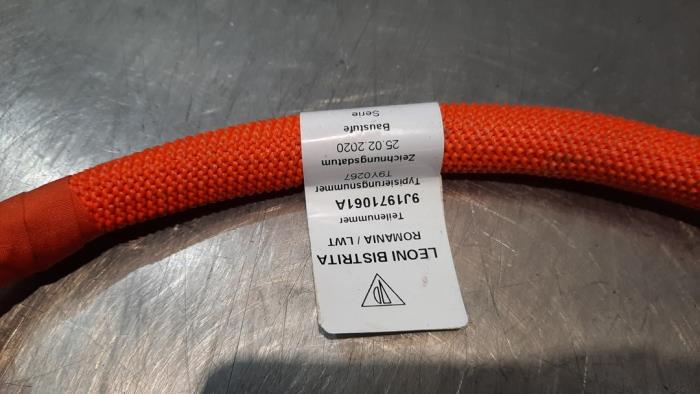 LEONI BISTRITA
ROMANIA / LWT
Teilenummer
9J1971061A
Typisierungsnummer
T9Y0267
Zeichnungsdatum
25.02.2020
Baustufe
Serie